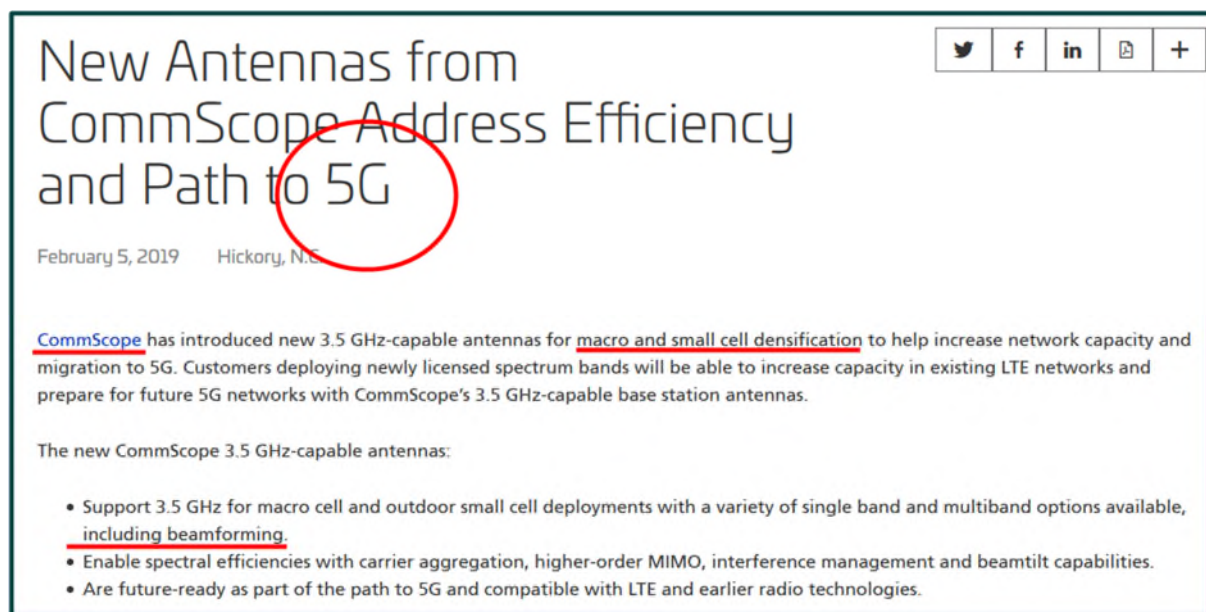 New Antennas from
CommScope Address Efficiency
and Path to 5G
February 5, 2019 Hickory, N.C.
CommScope has introduced new 3.5 GHz-capable antennas for macro and small cell densification to help increase network capacity and
migration to 5G. Customers deploying newly licensed spectrum bands will be able to increase capacity in existing LTE networks and
prepare for future 5G networks with CommScope's 3.5 GHz-capable base station antennas.
The new CommScope 3.5 GHz-capable antennas:
• Support 3.5 GHz for macro cell and outdoor small cell deployments with a variety of single band and multiband options available,
including beamforming.
• Enable spectral efficiencies with carrier aggregation, higher-order MIMO, interference management and beamtilt capabilities.
• Are future-ready as part of the path to 5G and compatible with LTE and earlier radio technologies.